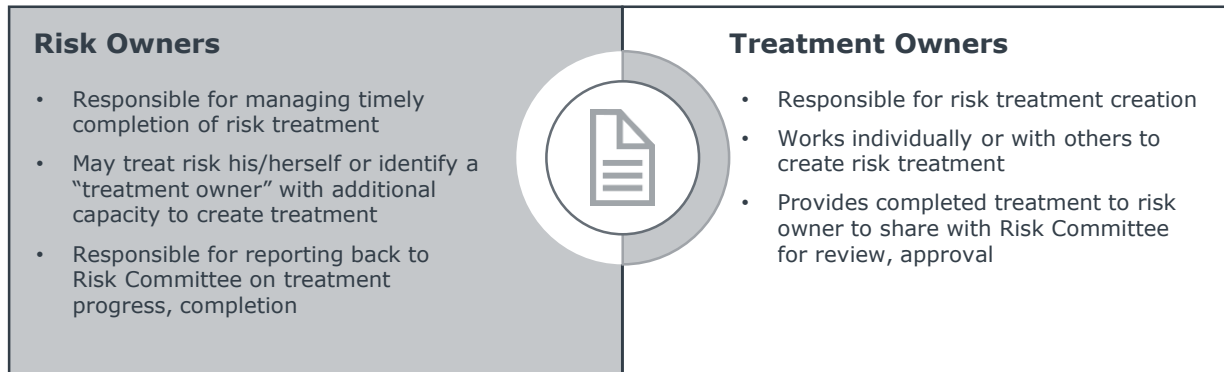 Risk Owners
• Responsible for managing timely
completion of risk treatment
• May treat risk his/herself or identify a
“treatment owner” with additional
capacity to create treatment
• Responsible for reporting back to
Risk Committee on treatment
progress, completion
Treatment Owners
• Responsible for risk treatment creation
• Works individually or with others to
create risk treatment
• Provides completed treatment to risk
owner to share with Risk Committee
for review, approval